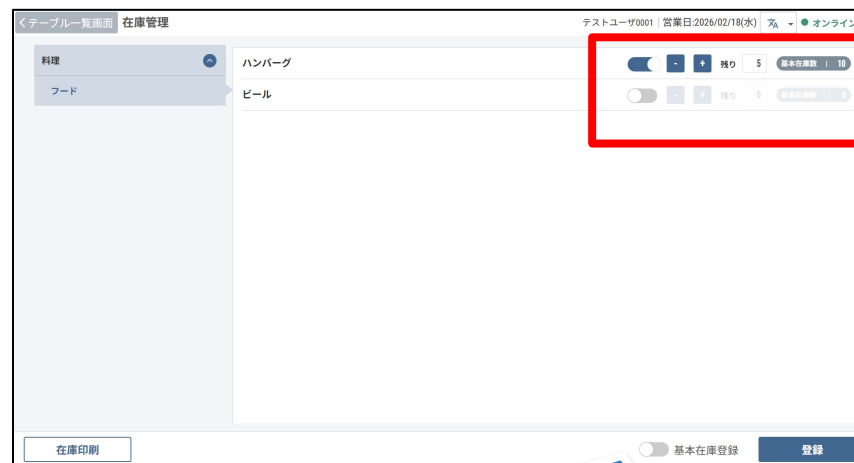 テーブル一覧画面 在庫管理 テストユーザ0001 営業日:2026/02/18(水) オンライン
料理
フード
ハンバーグ - + 残り 5 基本在庫数 | 10
ビール - + 残り 0 基本在庫数 | 0
在庫印刷 基本在庫登録 登録